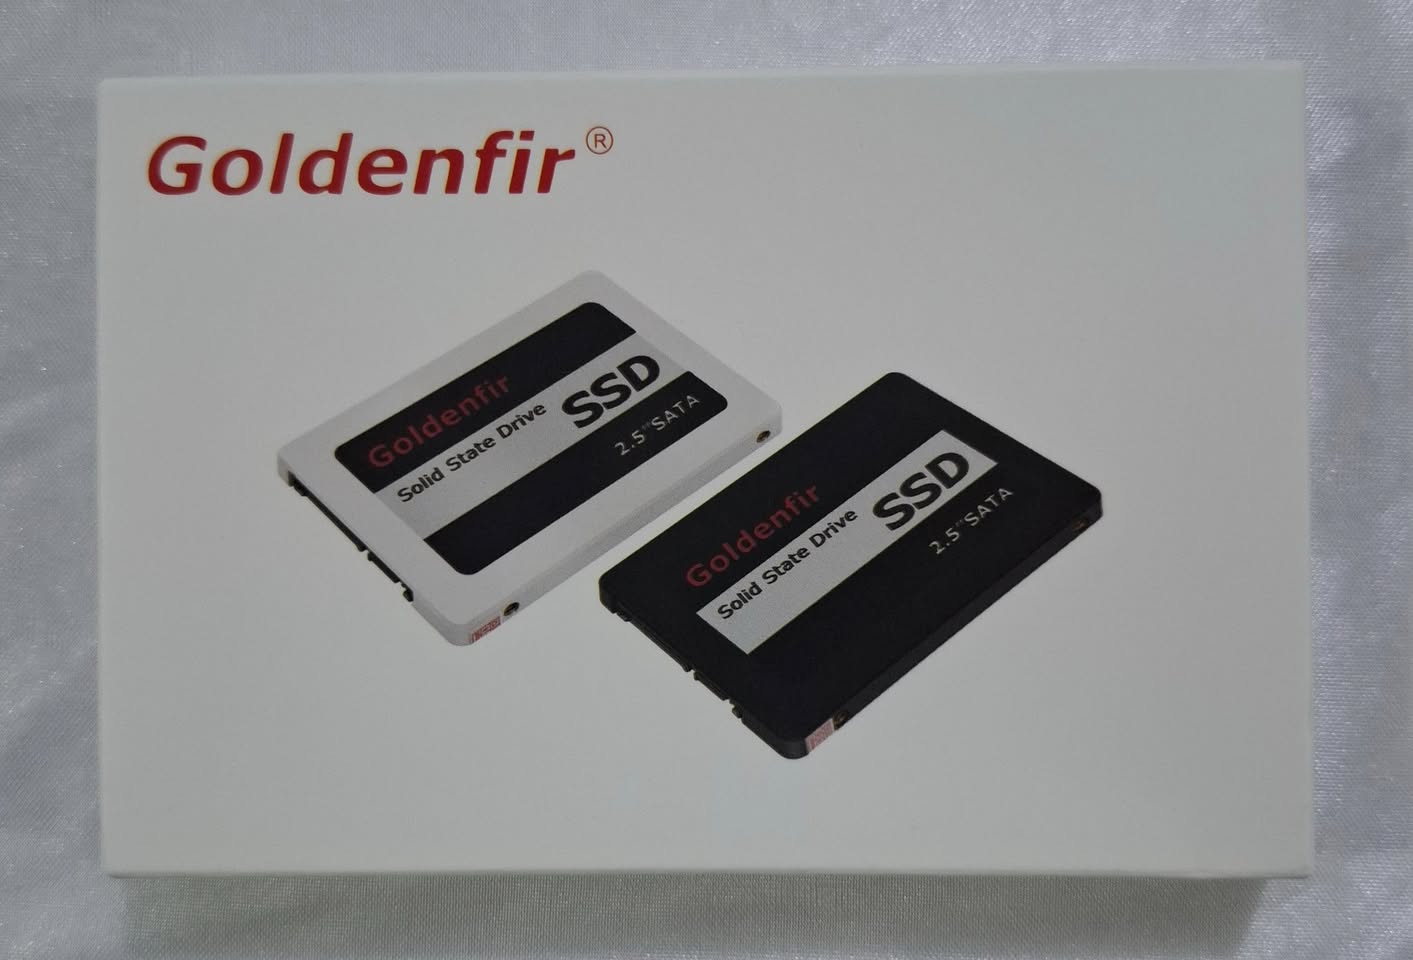 Goldenfir®
Goldenfir
Solid State Drive SSD
2.5"SATA
Goldenfir
Solid State Drive SSD
2.5"SATA